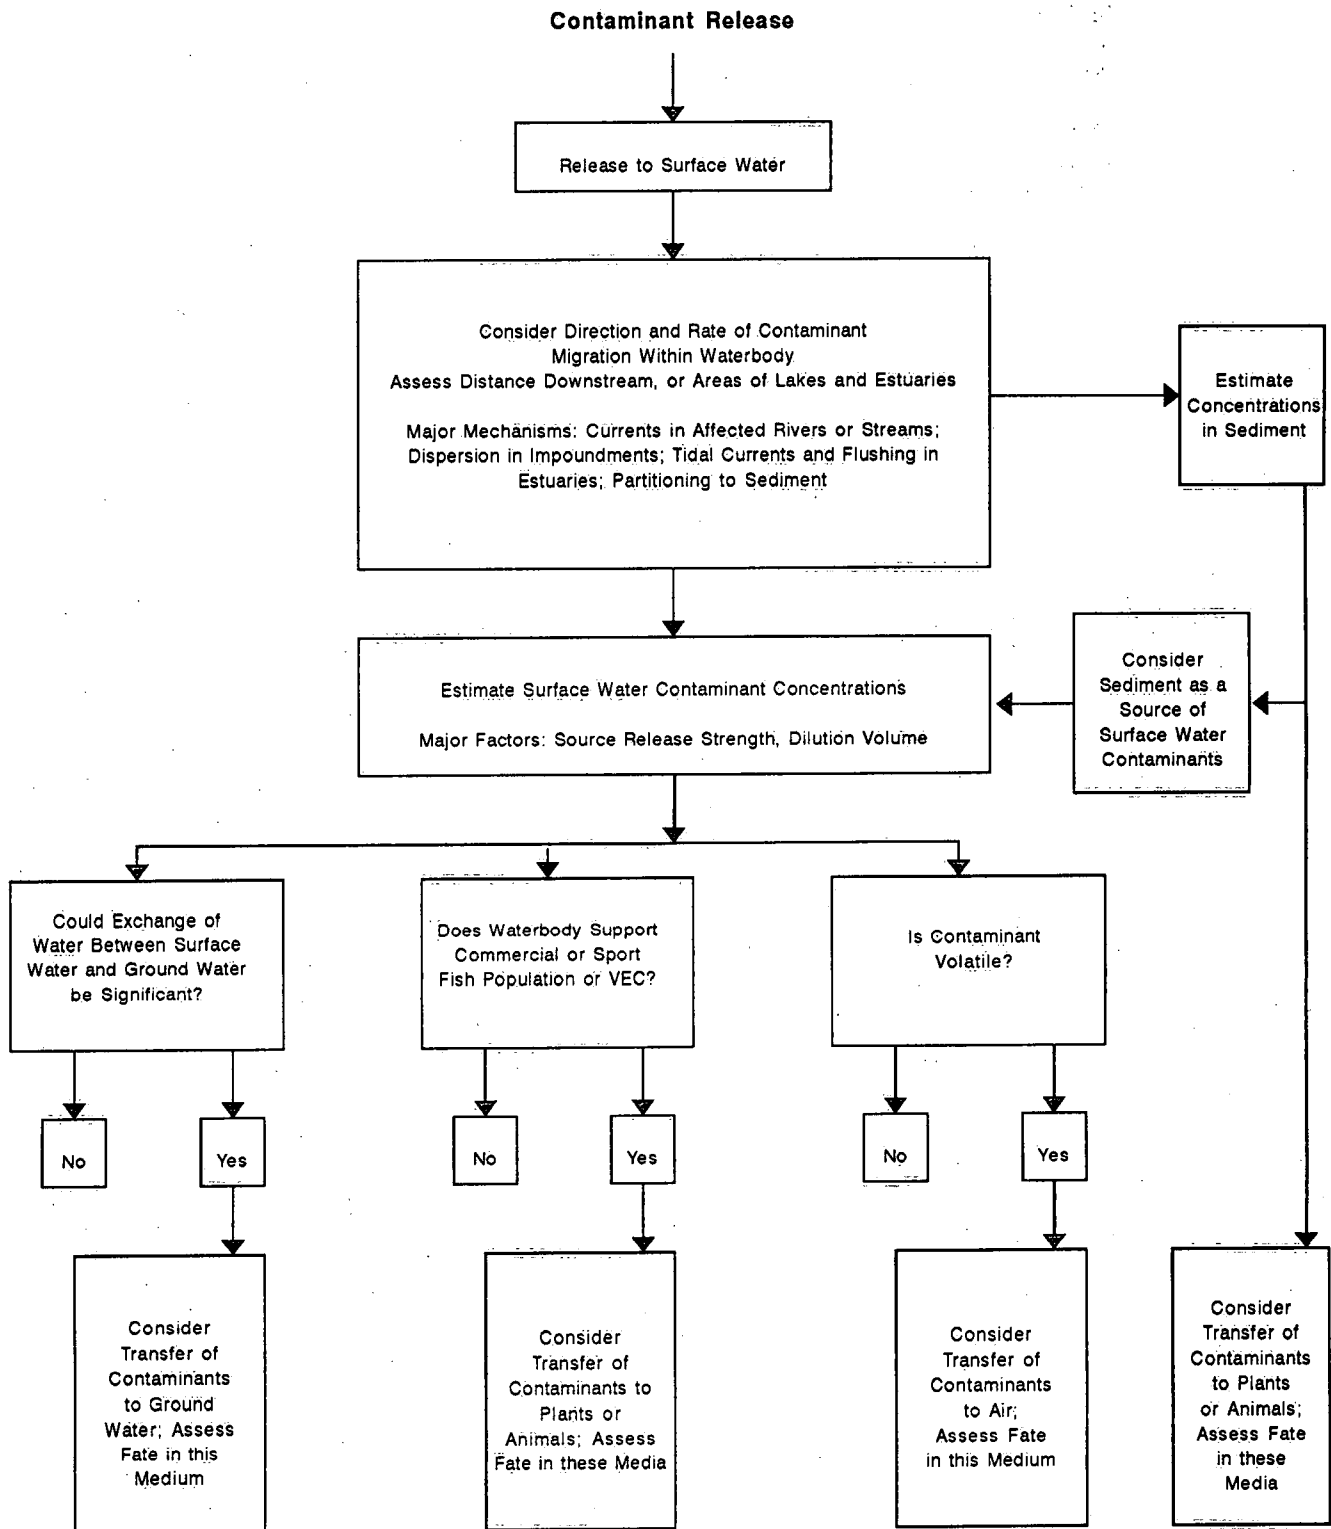 Contaminant Release
Release to Surface Water
Consider Direction and Rate of Contaminant
Migration Within Waterbody
Assess Distance Downstream, or Areas of Lakes and Estuaries
Major Mechanisms: Currents in Affected Rivers or Streams;
Dispersion in Impoundments; Tidal Currents and Flushing in
Estuaries; Partitioning to Sediment
Estimate
Concentrations
in Sediment
Estimate Surface Water Contaminant Concentrations
Major Factors: Source Release Strength, Dilution Volume
Consider
Sediment as a
Source of
Surface Water
Contaminants
Could Exchange of
Water Between Surface
Water and Ground Water
be Significant?
Does Waterbody Support
Commercial or Sport
Fish Population or VEC?
Is Contaminant
Volatile?
No
Yes
No
Yes
No
Yes
Consider
Transfer of
Contaminants
to Ground
Water; Assess
Fate in this
Medium
Consider
Transfer of
Contaminants to
Plants or
Animals; Assess
Fate in these Media
Consider
Transfer of
Contaminants
to Air;
Assess Fate
in this Medium
Consider
Transfer of
Contaminants
to Plants
or Animals;
Assess Fate
in these
Media